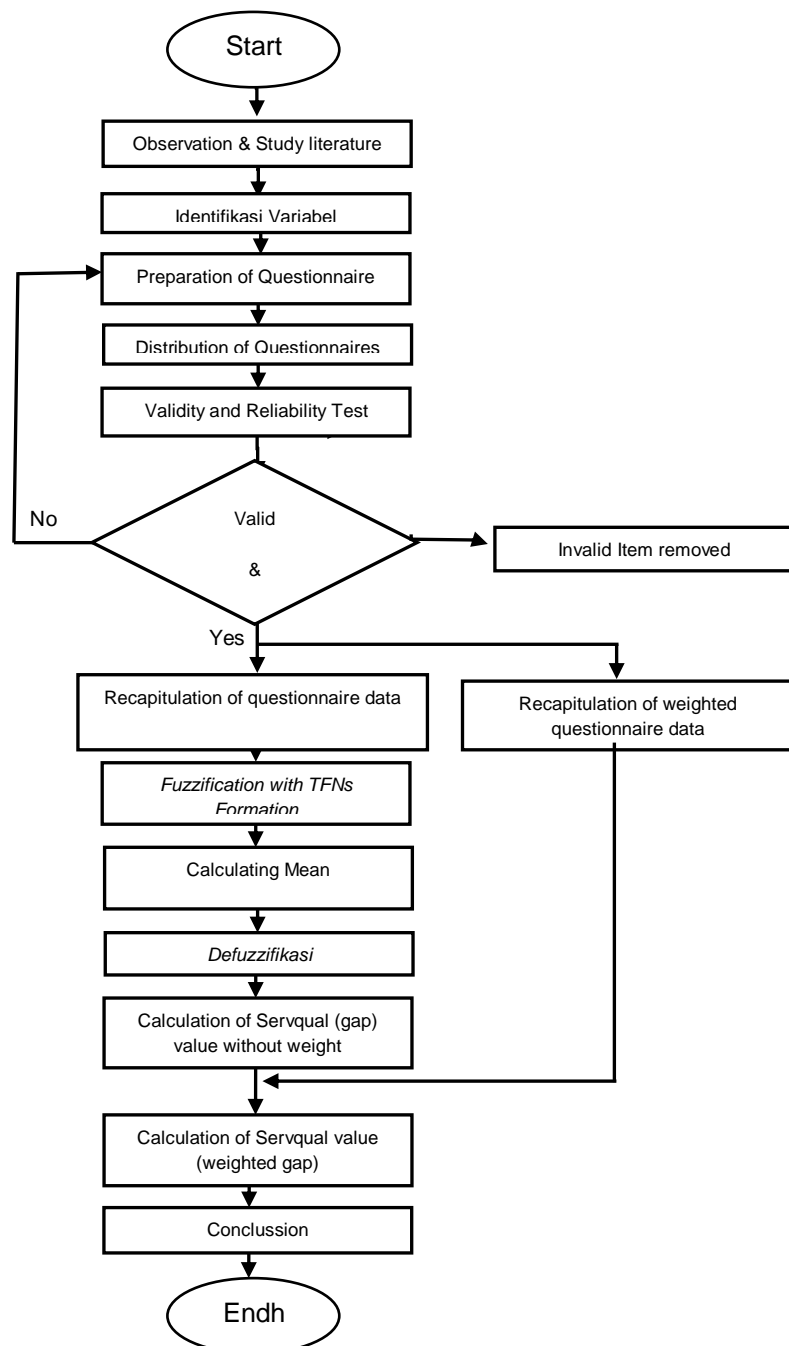 Start
Observation & Study literature
Identifikasi Variabel
Preparation of Questionnaire
Distribution of Questionnaires
Validity and Reliability Test
No
Valid
&
Invalid Item removed
Yes
Recapitulation of questionnaire data
Recapitulation of weighted
questionnaire data
Fuzzification with TFNs
Formation
Calculating Mean
Defuzzifikasi
Calculation of Servqual (gap)
value without weight
Calculation of Servqual value
(weighted gap)
Conclussion
Endh